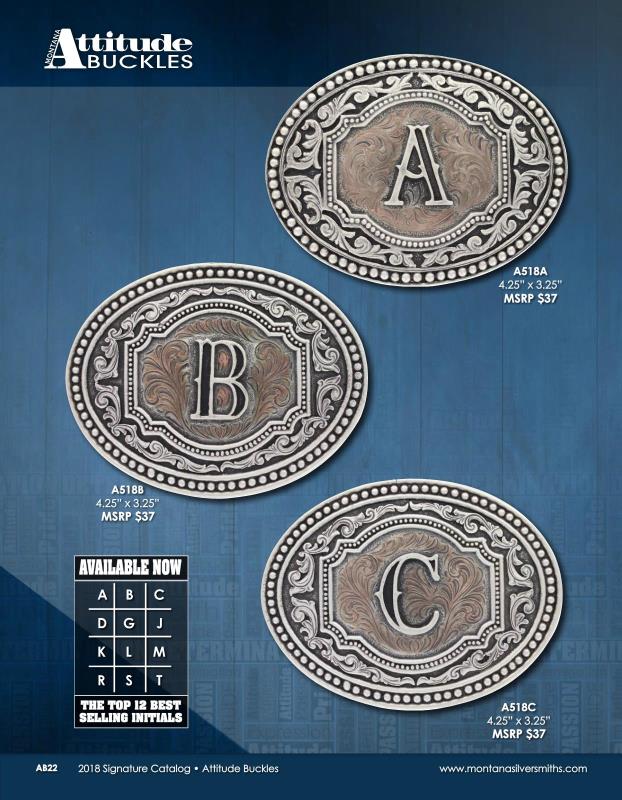 MONTANA
Attitude
BUCKLES
A
A518A
4.25" x 3.25"
MSRP $37
B
A518B
4.25" x 3.25"
MSRP $37
C
A518C
4.25" x 3.25"
MSRP $37
AVAILABLE NOW
A B C
D G J
K L M
R S T
THE TOP 12 BEST
SELLING INITIALS
AB22 2018 Signature Catalog • Attitude Buckles www.montanasilversmiths.com